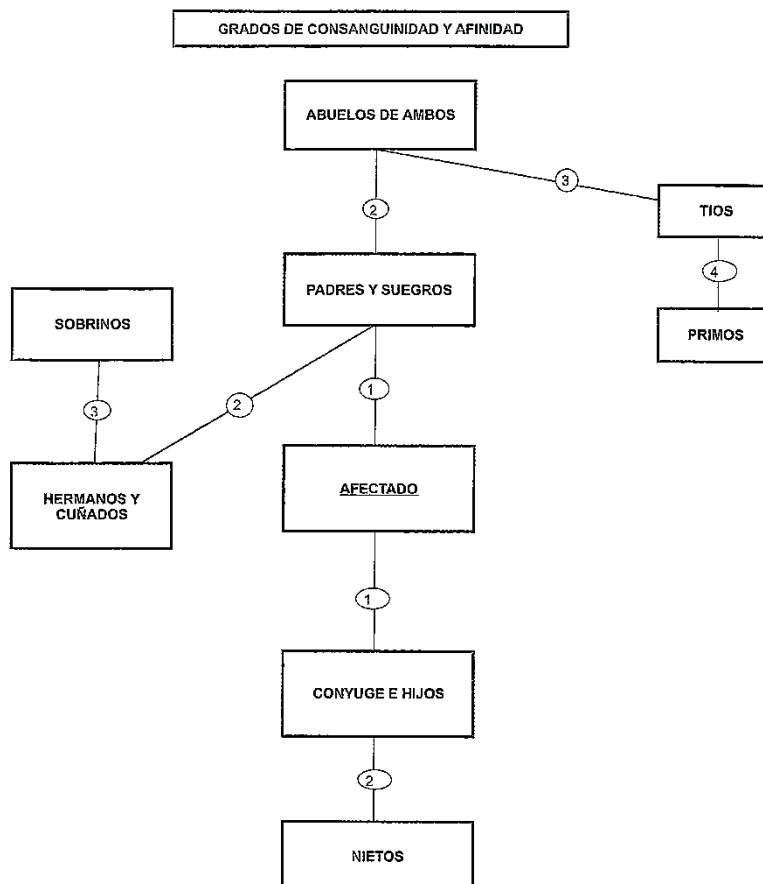 GRADOS DE CONSANGUINIDAD Y AFINIDAD
ABUELOS DE AMBOS
3
TIOS
2
4
PADRES Y SUEGROS
SOBRINOS
PRIMOS
1
2
3
AFECTADO
HERMANOS Y
CUÑADOS
1
CONYUGE E HIJOS
2
NIETOS